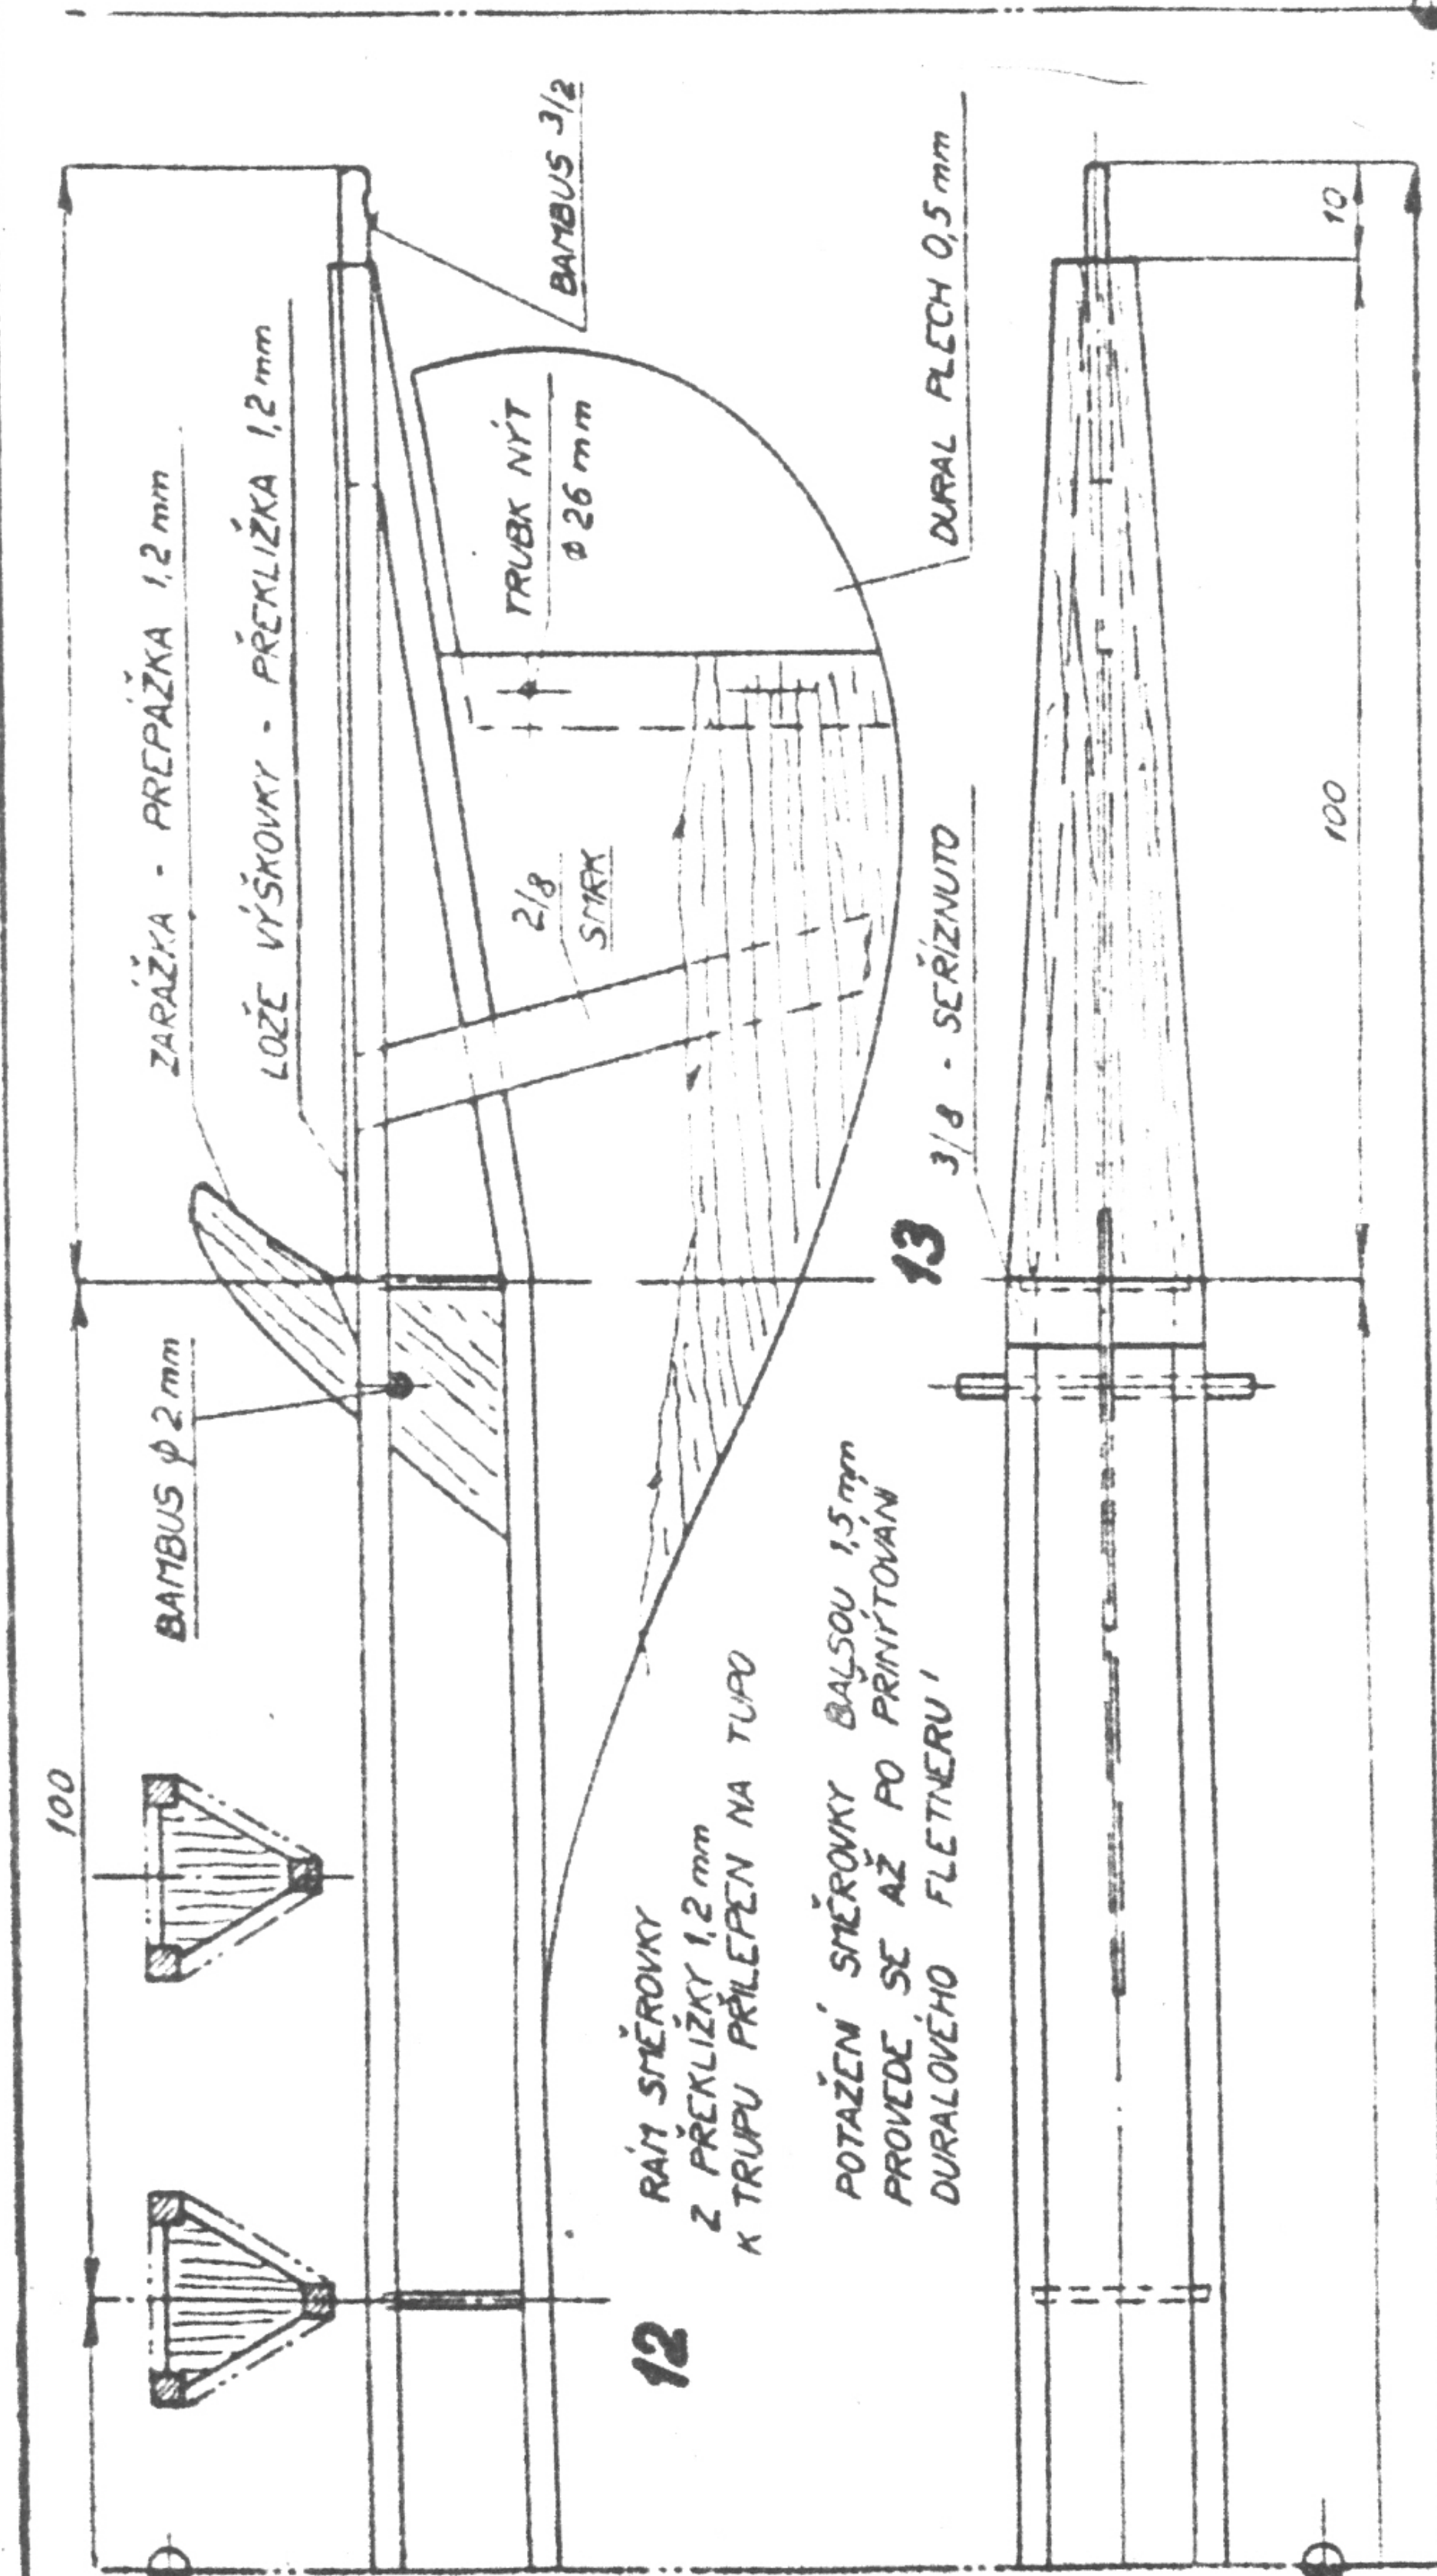 100
BAMBUS ϕ 2 mm
ZARÁŽKA - PREPÁŽKA 1,2 mm
LOŽE VÝŠKOVKY - PŘEKLIŽKA 1,2 mm
BAMBUS 3/2
TRUBK NÝT
ϕ 26 mm
2/8
SMRK
DURAL PLECH 0,5 mm
12
RÁM SMĚROVKY
Z PŘEKLIŽKY 1,2 mm
K TRUPU PŘILEPEN NA TUPO
POTAŽENÍ SMĚROVKY BALSOU 1,5 mm
PROVEDE SE AŽ PO PRINÝTOVÁNÍ
DURALOVÉHO FLETNERU
13
3/8 - SEŘÍZNUTO
100
10